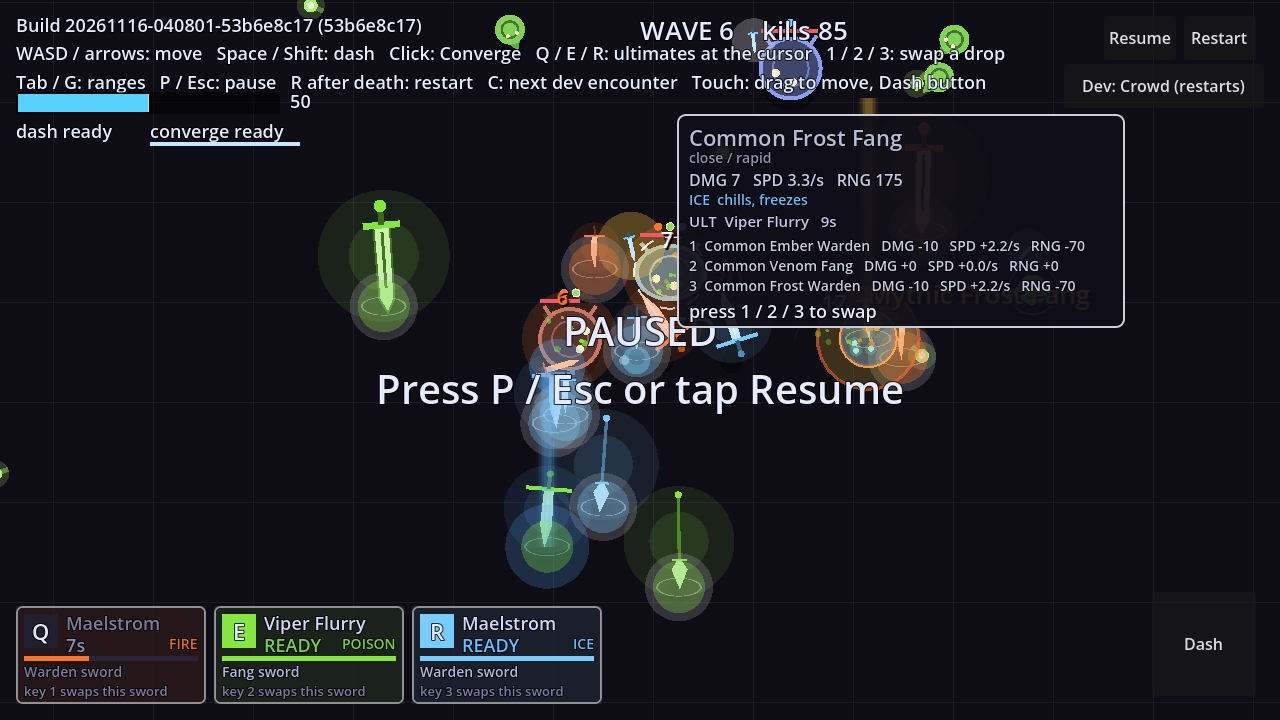 Build 20261116-040801-53b6e8c17 (53b6e8c17)
WAVE 6 kills 85
Resume
Restart
WASD / arrows: move Space / Shift: dash Click: Converge Q / E / R: ultimates at the cursor 1 / 2 / 3: swap a drop
Tab / G: ranges P / Esc: pause R after death: restart C: next dev encounter Touch: drag to move, Dash button
Dev: Crowd (restarts)
50
dash ready
converge ready
Common Frost Fang
close / rapid
DMG 7 SPD 3.3/s RNG 175
ICE chills, freezes
ULT Viper Flurry 9s
1 Common Ember Warden DMG -10 SPD +2.2/s RNG -70
2 Common Venom Fang DMG +0 SPD +0.0/s RNG +0
3 Common Frost Warden DMG -10 SPD +2.2/s RNG -70
press 1 / 2 / 3 to swap
Mythic Frost Fang
7
6
17
PAUSED
Press P / Esc or tap Resume
Q
Maelstrom
7s
FIRE
Warden sword
key 1 swaps this sword
E
Viper Flurry
READY
POISON
Fang sword
key 2 swaps this sword
R
Maelstrom
READY
ICE
Warden sword
key 3 swaps this sword
Dash